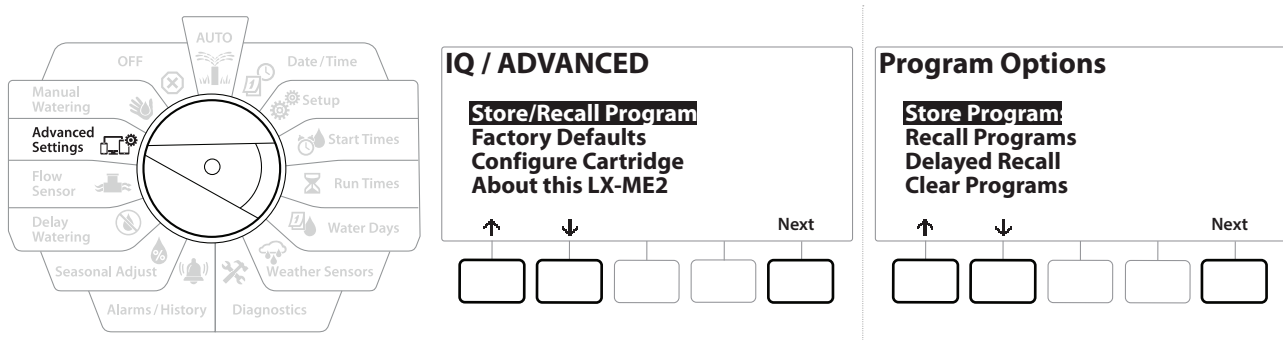 AUTO
OFF
Date / Time
Manual
Watering
Setup
Advanced
Settings
Start Times
Flow
Sensor
Run Times
Delay
Watering
Water Days
Seasonal Adjust
%
Weather Sensors
Alarms / History
Diagnostics
IQ / ADVANCED
Store/Recall Program
Factory Defaults
Configure Cartridge
About this LX-ME2
Next
Program Options
Store Programs
Recall Programs
Delayed Recall
Clear Programs
Next